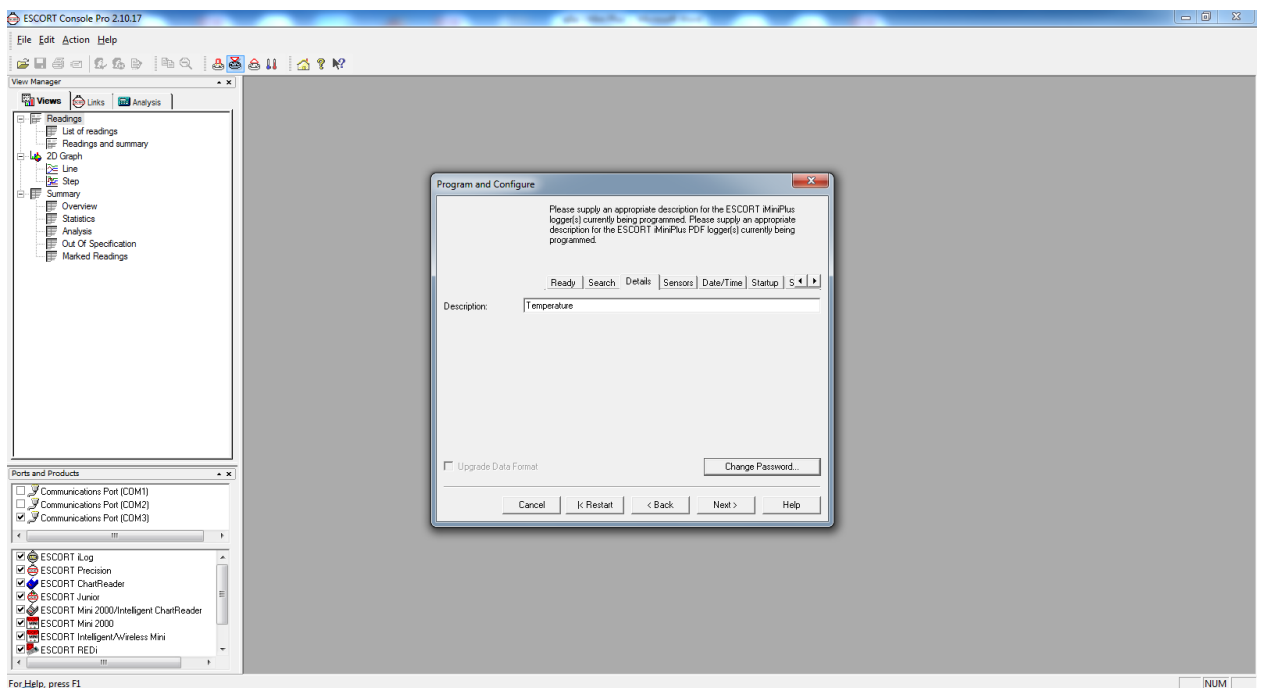 ESCORT Console Pro 2.10.17
File Edit Action Help
View Manager
Views Links Analysis
Readings
List of readings
Readings and summary
2D Graph
Line
Step
Summary
Overview
Statistics
Analysis
Out Of Specification
Marked Readings
Ports and Products
Communications Port (COM1)
Communications Port (COM2)
Communications Port (COM3)
ESCORT iLog
ESCORT Precision
ESCORT ChartReader
ESCORT Junior
ESCORT Mini 2000/Intelligent ChartReader
ESCORT Mini 2000
ESCORT Intelligent/Wireless Mini
ESCORT REDi
Program and Configure
Please supply an appropriate description for the ESCORT iMiniPlus
logger(s) currently being programmed. Please supply an appropriate
description for the ESCORT iMiniPlus PDF logger(s) currently being
programmed.
Ready Search Details Sensors Date/Time Startup S
Description: Temperature
Upgrade Data Format Change Password...
Cancel |< Restart < Back Next > Help
For Help, press F1 NUM